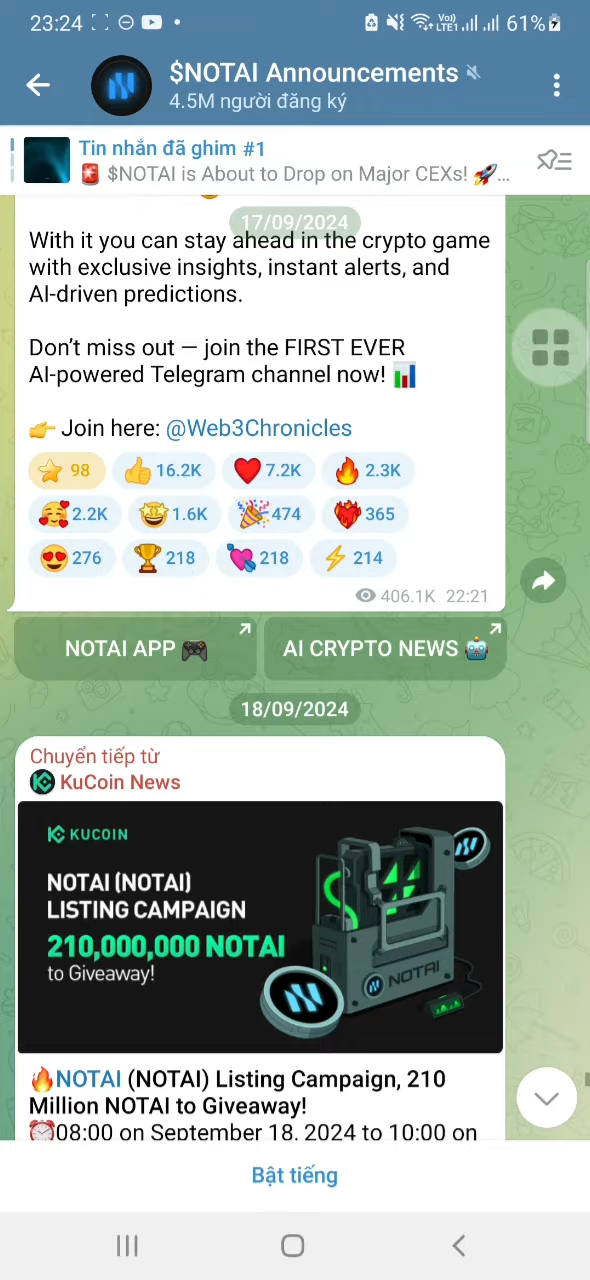 23:24
Vo))
LTE1
61%
$NOTAI Announcements
4.5M người đăng ký
Tin nhắn đã ghim #1
🚨 $NOTAI is About to Drop on Major CEXs! 🚀...
17/09/2024
With it you can stay ahead in the crypto game
with exclusive insights, instant alerts, and
AI-driven predictions.
Don't miss out — join the FIRST EVER
AI-powered Telegram channel now! 📊
👉 Join here: @Web3Chronicles
⭐ 98 👍 16.2K ❤️ 7.2K 🔥 2.3K
🥰 2.2K 🤩 1.6K 🎉 474 ❤️‍🔥 365
😍 276 🏆 218 💘 218 ⚡ 214
406.1K 22:21
NOTAI APP 🎮
AI CRYPTO NEWS 🤖
18/09/2024
Chuyển tiếp từ
KuCoin News
KUCOIN
NOTAI (NOTAI)
LISTING CAMPAIGN
210,000,000 NOTAI
to Giveaway!
NOTAI
🔥NOTAI (NOTAI) Listing Campaign, 210
Million NOTAI to Giveaway!
⏰08:00 on September 18, 2024 to 10:00 on
Bật tiếng